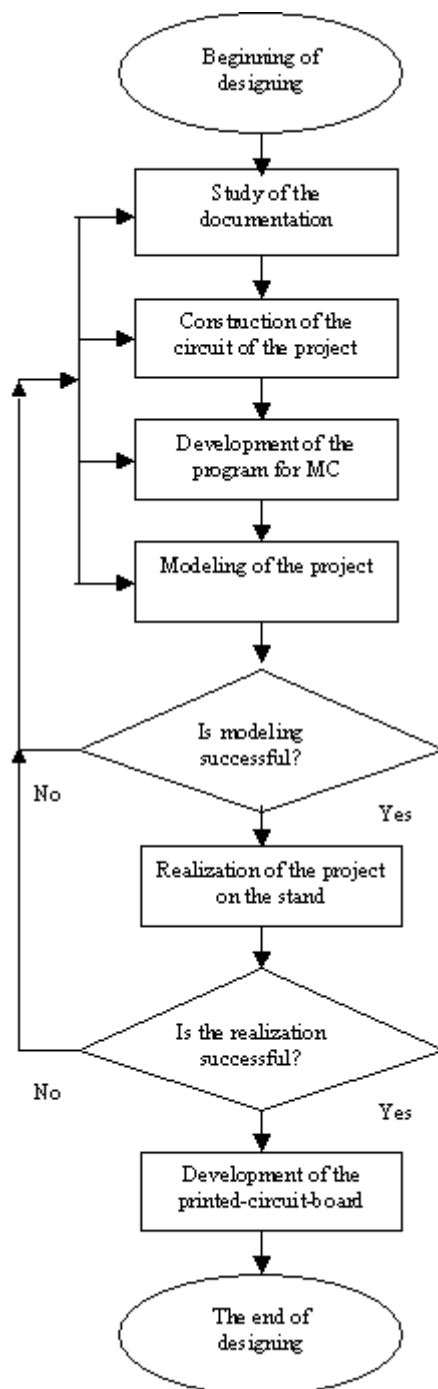 Beginning of
designing
Study of the
documentation
Construction of the
circuit of the project
Development of the
program for MC
Modeling of the project
Is modeling
successful?
No
Yes
Realization of the project
on the stand
Is the realization
successful?
No
Yes
Development of the
printed-circuit-board
The end of
designing